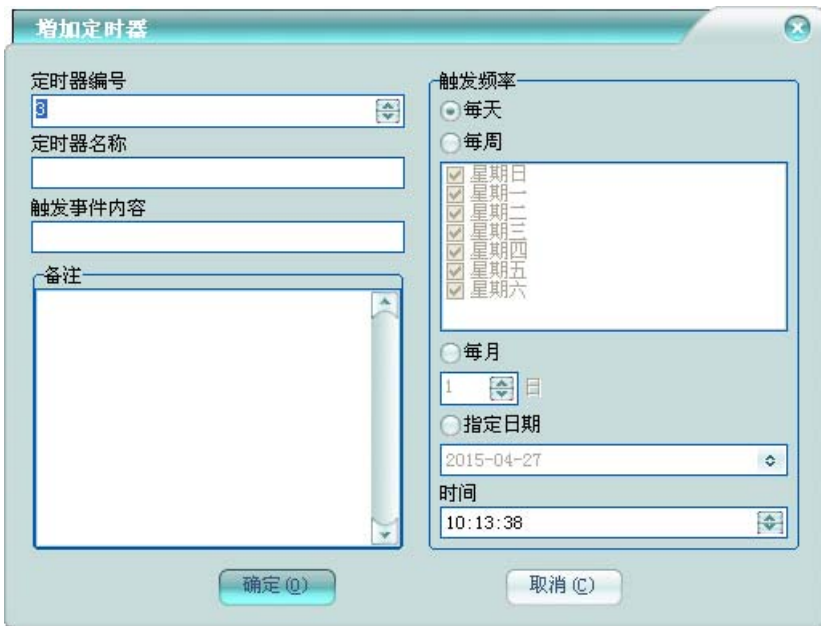 增加定时器
定时器编号
3
定时器名称
触发事件内容
备注
触发频率
每天
每周
星期日
星期一
星期二
星期三
星期四
星期五
星期六
每月
1 日
指定日期
2015-04-27
时间
10:13:38
确定(O) 取消(C)